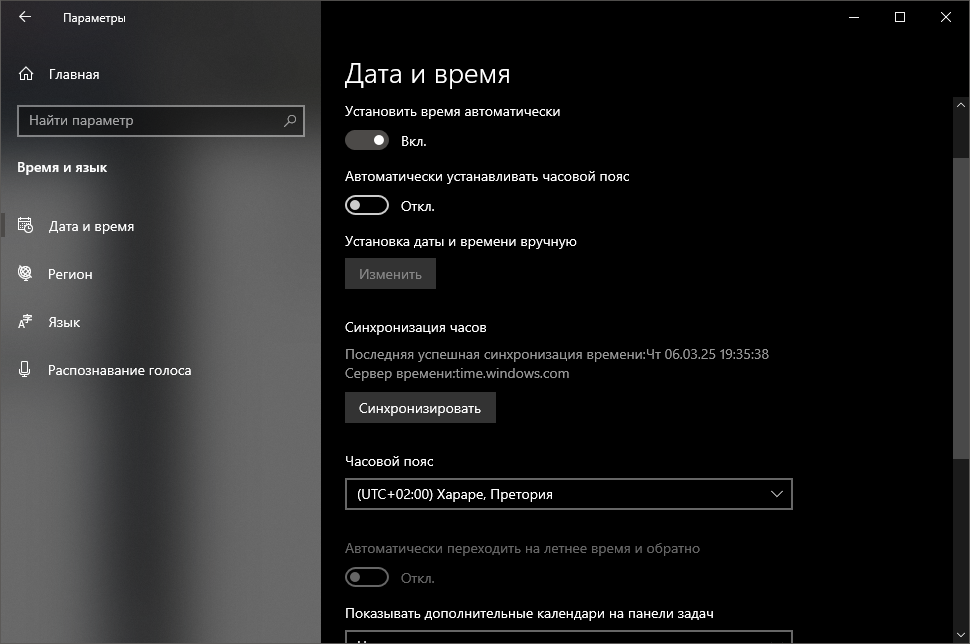 Параметры
Главная
Найти параметр
Время и язык
Дата и время
Регион
Язык
Распознавание голоса
Дата и время
Установить время автоматически
Вкл.
Автоматически устанавливать часовой пояс
Откл.
Установка даты и времени вручную
Изменить
Синхронизация часов
Последняя успешная синхронизация времени:Чт 06.03.25 19:35:38
Сервер времени:time.windows.com
Синхронизировать
Часовой пояс
(UTC+02:00) Хараре, Претория
Автоматически переходить на летнее время и обратно
Откл.
Показывать дополнительные календари на панели задач